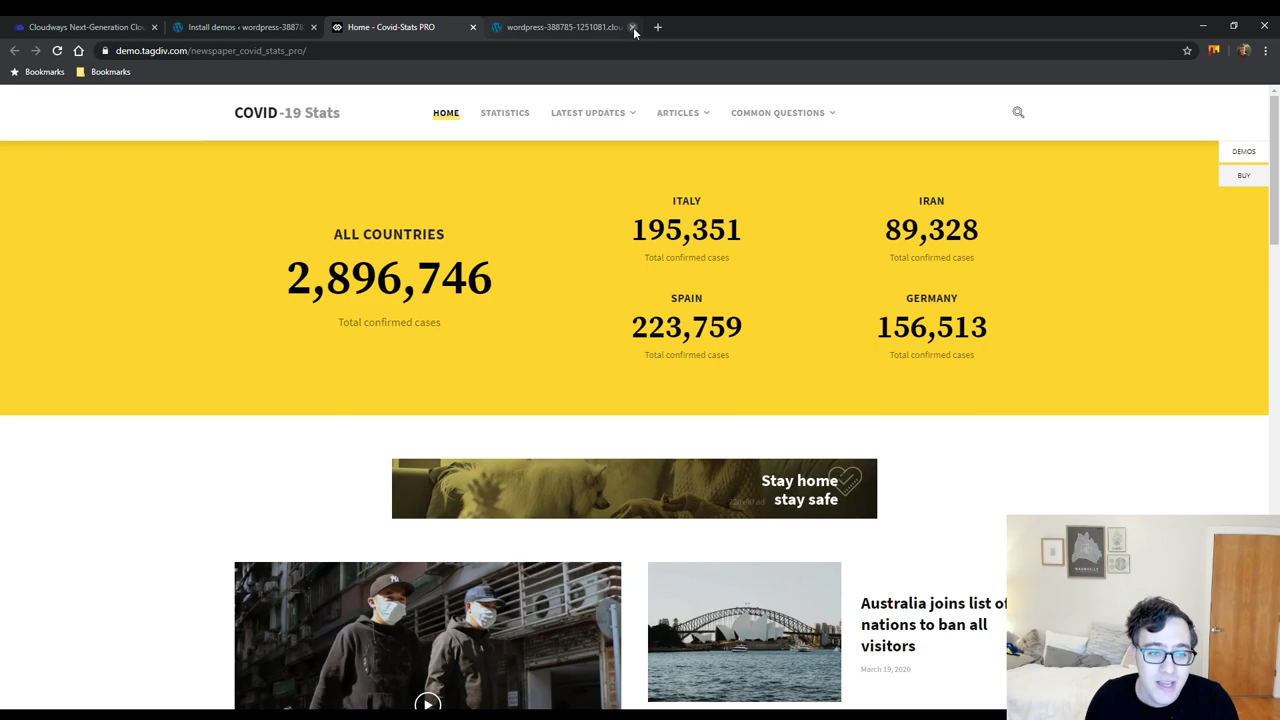 Cloudways Next-Generation Clo
Install demos ‹ wordpress-38878
Home - Covid-Stats PRO
wordpress-388785-1251081.clou
demo.tagdiv.com/newspaper_covid_stats_pro/
Bookmarks
Bookmarks
COVID-19 Stats
HOME
STATISTICS
LATEST UPDATES
ARTICLES
COMMON QUESTIONS
DEMOS
BUY
ALL COUNTRIES
2,896,746
Total confirmed cases
ITALY
195,351
Total confirmed cases
IRAN
89,328
Total confirmed cases
SPAIN
223,759
Total confirmed cases
GERMANY
156,513
Total confirmed cases
Stay home
stay safe
Australia joins list of
nations to ban all
visitors
March 19, 2020